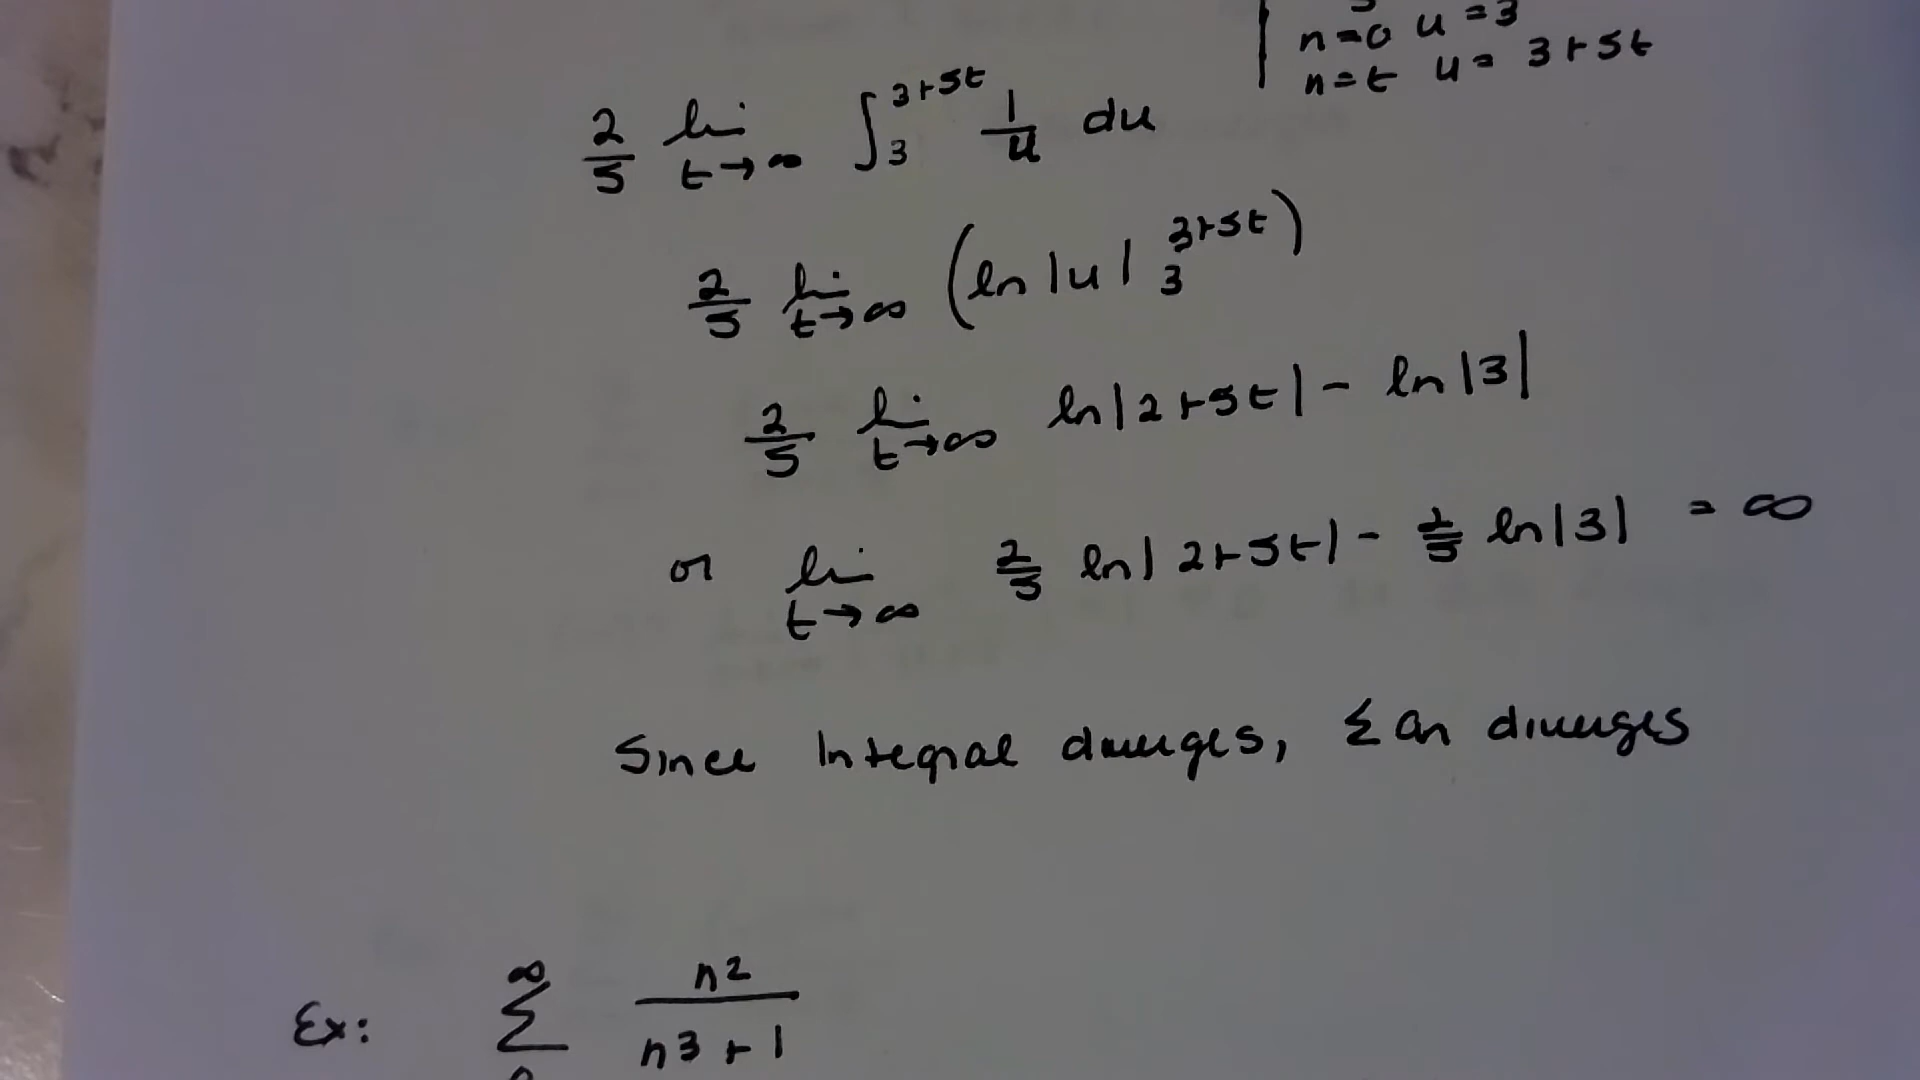 n=0 u=3
n=t u= 3+5t
2/5 lim t→∞ ∫_3^{3+5t} 1/u du
2/5 lim t→∞ (ln|u| |_3^{3+5t})
2/5 lim t→∞ ln|2+5t| - ln|3|
or lim t→∞ 2/5 ln|2+5t| - 2/5 ln|3| = ∞
Since Integral diverges, Σ an diverges
Ex: Σ^∞ n2/(n3+1)